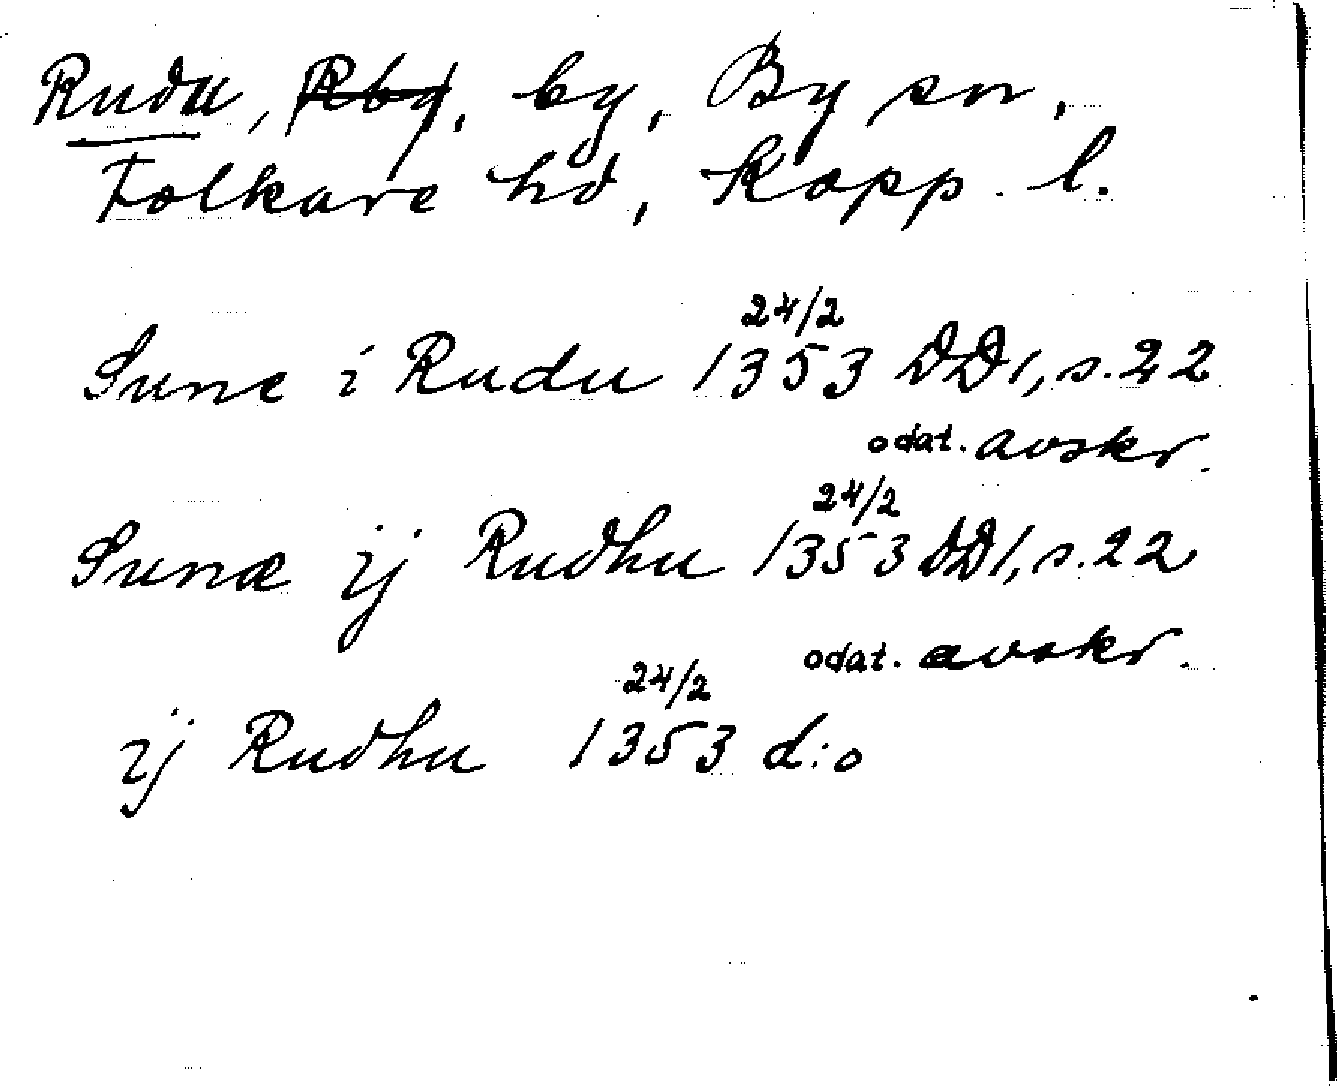 Rudu, Rby, by, By sn,
Folkare hd, Kopp. l.
24/2
Sune i Rudu 1353 DD1, s. 22
odat. avskr.
24/2
Sunæ ij Rudhu 1353 DD1, s. 22
odat. avskr.
24/2
ij Rudhu 1353 d:o